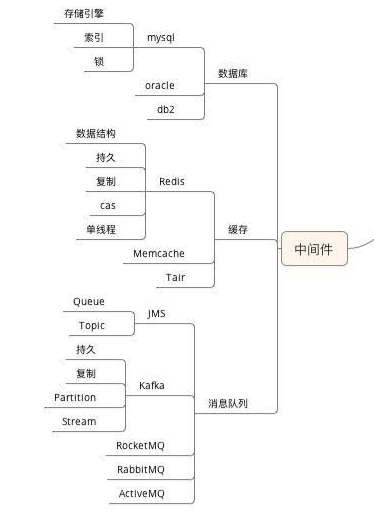 存储引擎
索引
mysql
锁
数据库
oracle
db2
数据结构
持久
复制
Redis
cas
单线程
缓存
中间件
Memcache
Tair
Queue
JMS
Topic
持久
复制
Kafka
Partition
消息队列
Stream
RocketMQ
RabbitMQ
ActiveMQ